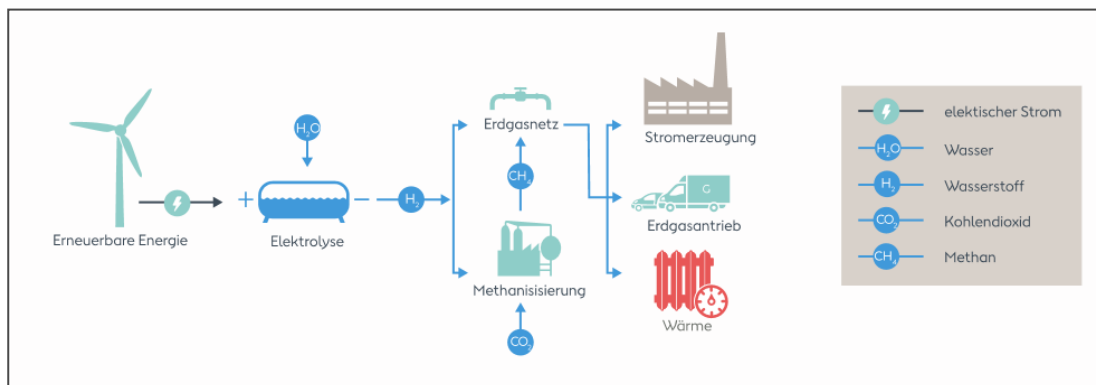 Erneuerbare Energie
H₂O
+
−
Elektrolyse
H₂
Erdgasnetz
CH₄
Methanisisierung
CO₂
Stromerzeugung
G
Erdgasantrieb
Wärme
elektischer Strom
H₂O Wasser
H₂ Wasserstoff
CO₂ Kohlendioxid
CH₄ Methan